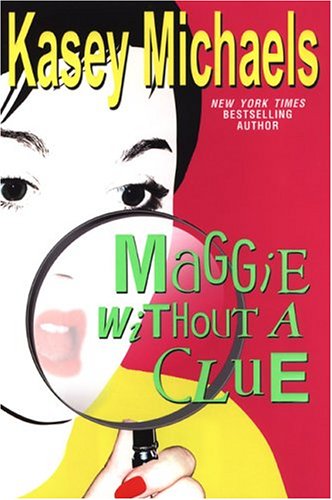 Kasey Michaels
NEW YORK TIMES
BESTSELLING
AUTHOR
MaGGiE
WiTHOUT A
CLuE